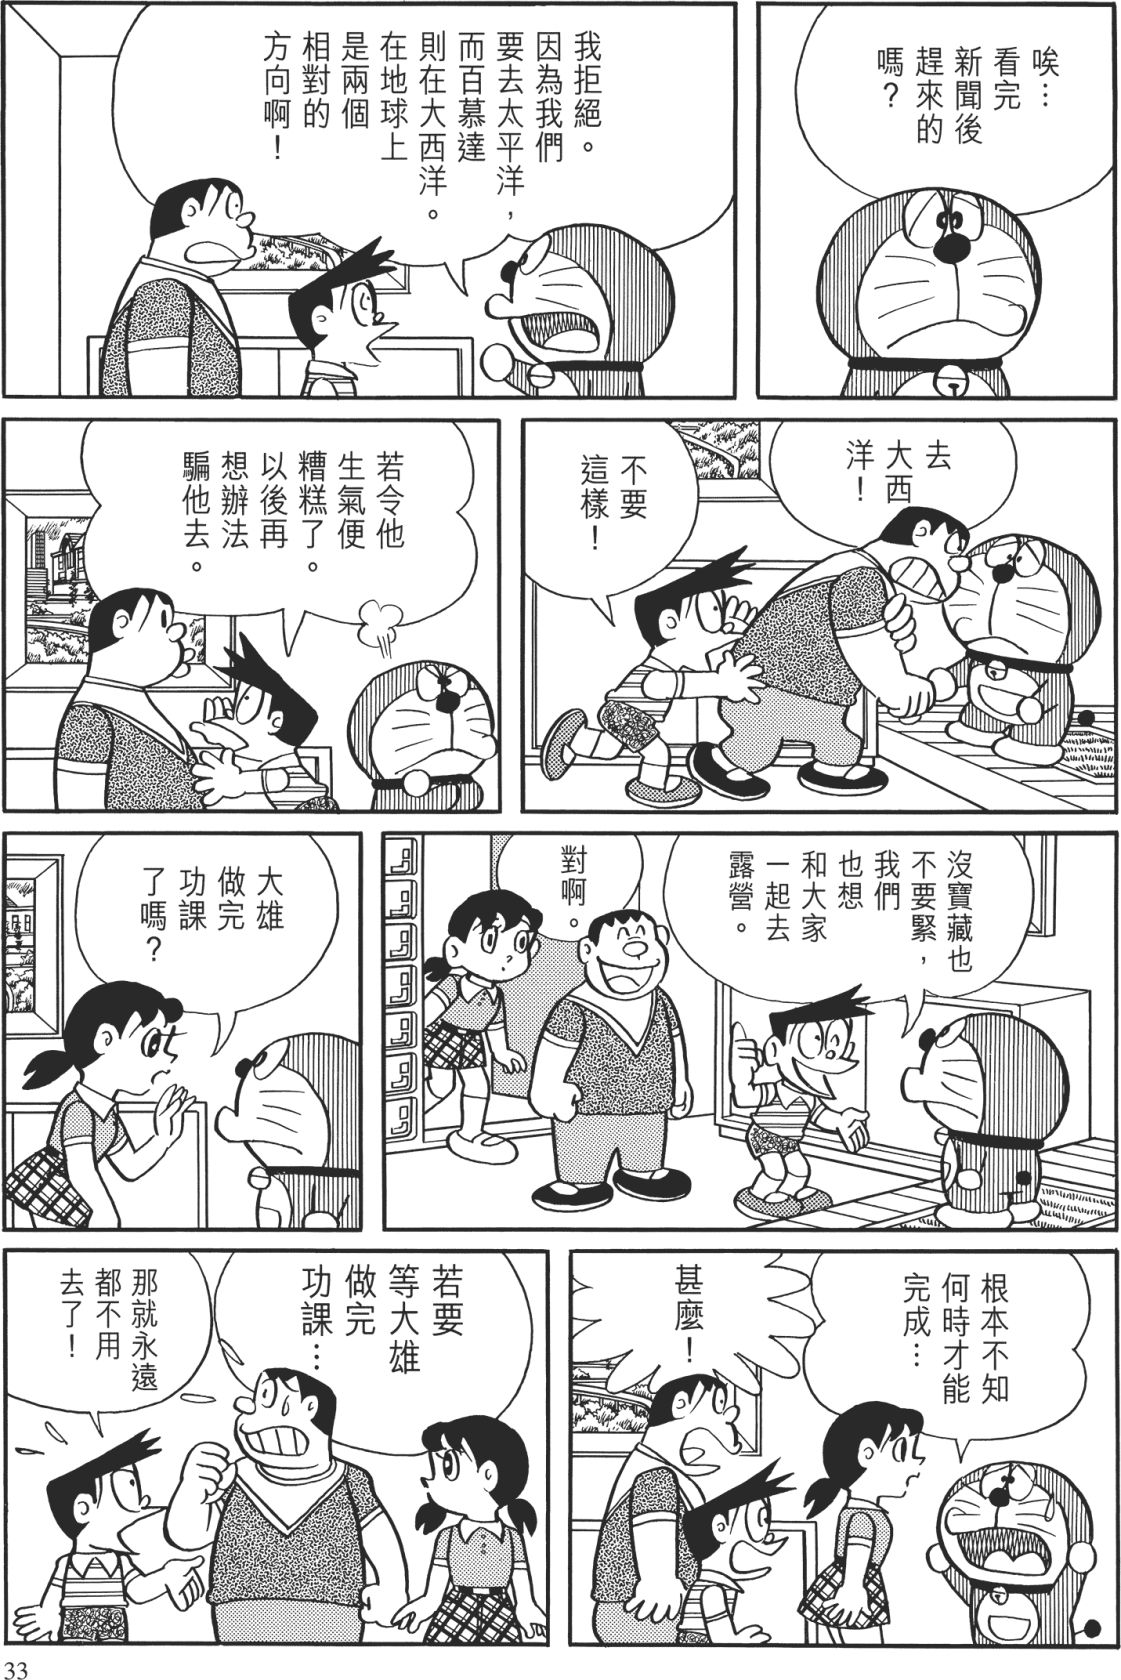 唉…
看完
新聞後
趕來的
嗎？
我拒絕。
因為我們
要去太平洋，
而百慕達
則在大西洋。
在地球上
是兩個
相對的
方向啊！
去
大西
洋！
不要
這樣！
若令他
生氣便
糟糕了。
以後再
想辦法
騙他去。
沒寶藏也
不要緊，
我們
也想
和大家
一起去
露營。
對啊。
大雄
做完
功課
了嗎？
根本不知
何時才能
完成…
甚麼！
若要
等大雄
做完
功課…
那就永遠
都不用
去了！
33